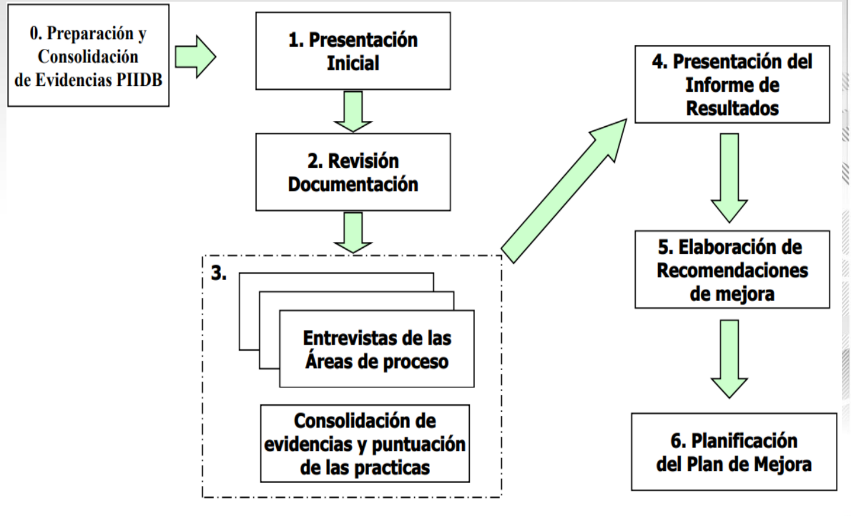 0. Preparación y
Consolidación
de Evidencias PIIDB
1. Presentación
Inicial
2. Revisión
Documentación
3.
Entrevistas de las
Áreas de proceso
Consolidación de
evidencias y puntuación
de las practicas
4. Presentación del
Informe de
Resultados
5. Elaboración de
Recomendaciones
de mejora
6. Planificación
del Plan de Mejora